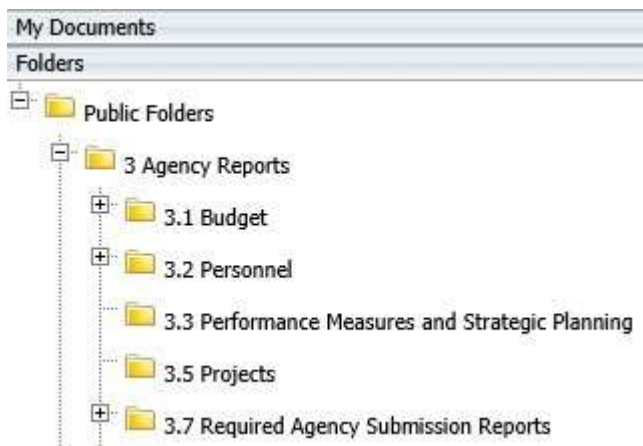 My Documents
Folders
Public Folders
3 Agency Reports
3.1 Budget
3.2 Personnel
3.3 Performance Measures and Strategic Planning
3.5 Projects
3.7 Required Agency Submission Reports